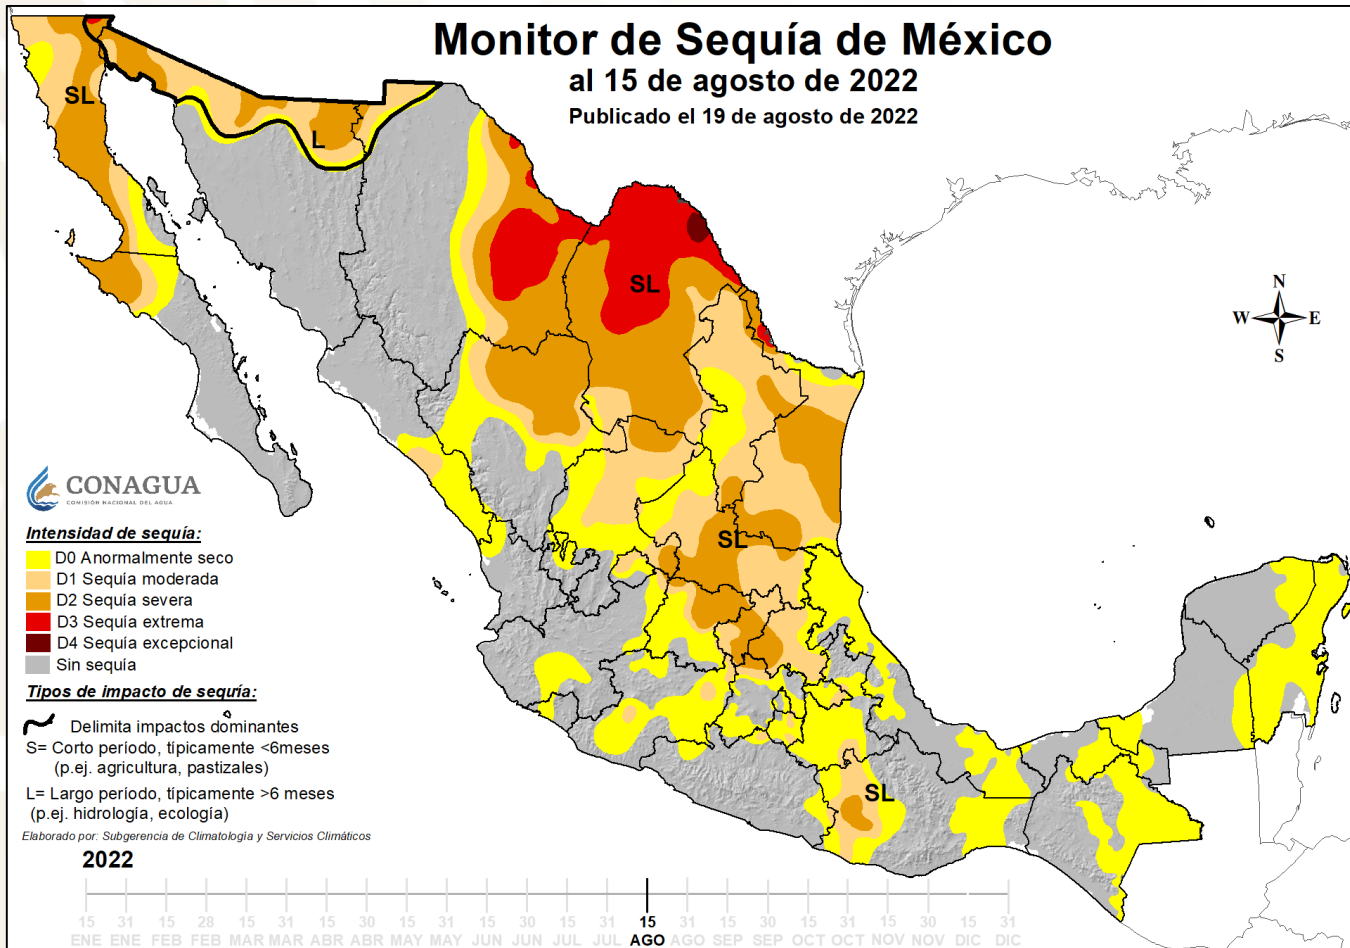 Monitor de Sequía de México
al 15 de agosto de 2022
Publicado el 19 de agosto de 2022
SL
L
SL
SL
SL
N
W E
S
CONAGUA
COMISIÓN NACIONAL DEL AGUA
Intensidad de sequía:
D0 Anormalmente seco
D1 Sequía moderada
D2 Sequía severa
D3 Sequía extrema
D4 Sequía excepcional
Sin sequía
Tipos de impacto de sequía:
Delimita impactos dominantes
S= Corto período, típicamente <6meses
(p.ej. agricultura, pastizales)
L= Largo período, típicamente >6 meses
(p.ej. hidrología, ecología)
Elaborado por: Subgerencia de Climatología y Servicios Climáticos
2022
15 31 15 28 15 31 15 30 15 31 15 30 15 31 15 31 15 30 15 31 15 30 15 31
ENE ENE FEB FEB MAR MAR ABR ABR MAY MAY JUN JUN JUL JUL AGO AGO SEP SEP OCT OCT NOV NOV DIC DIC